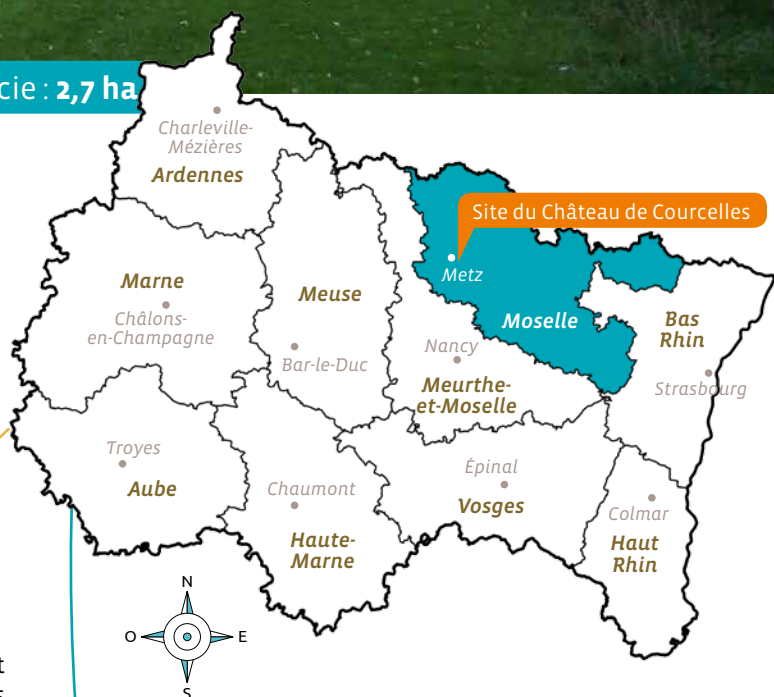 cie : 2,7 ha
Charleville-
Mézières
Ardennes
Site du Château de Courcelles
Metz
Marne
Meuse
Châlons-
en-Champagne
Moselle
Bas
Rhin
Nancy
Bar-le-Duc
Meurthe-
et-Moselle
Strasbourg
Troyes
Aube
Épinal
Chaumont
Vosges
Colmar
Haute-
Marne
Haut
Rhin
N
O
E
S
t
s